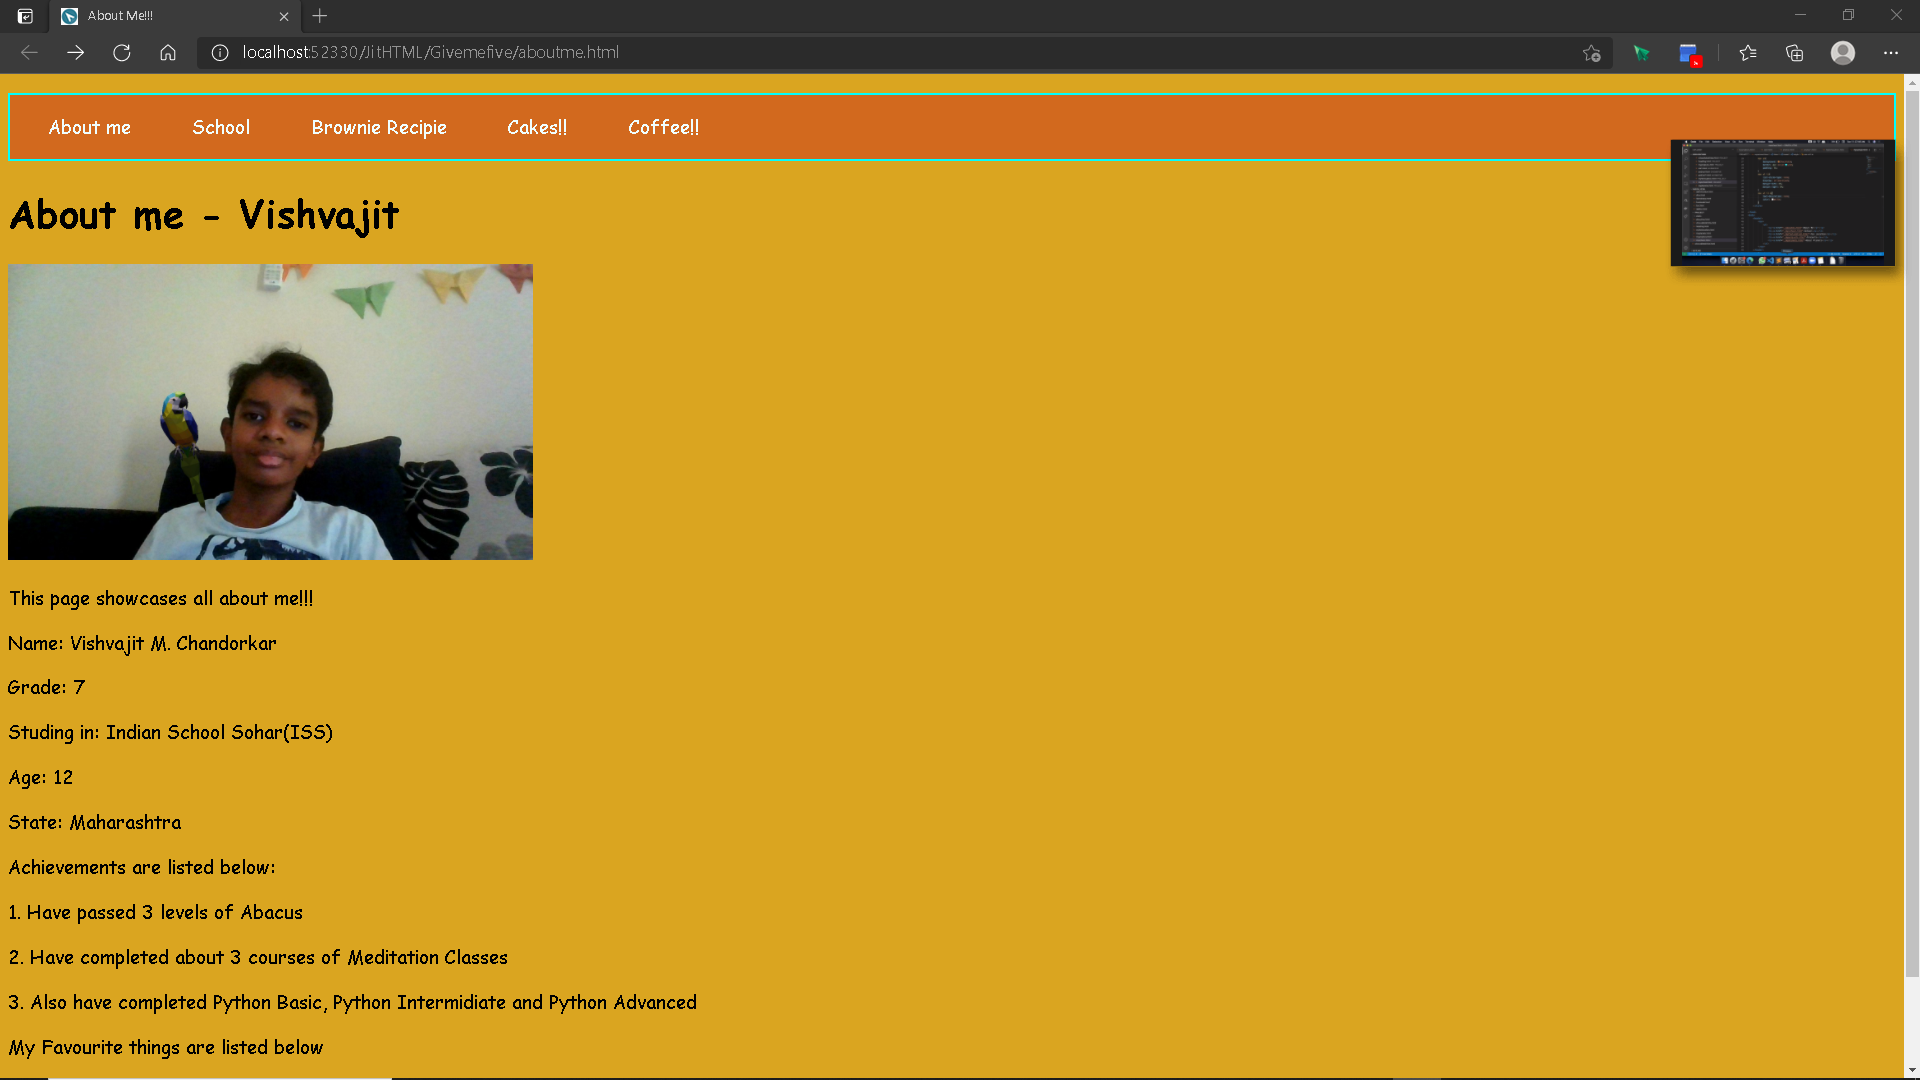 About Me!!!
localhost:52330/JitHTML/Givemefive/aboutme.html
About me School Brownie Recipie Cakes!! Coffee!!
About me - Vishvajit
This page showcases all about me!!!
Name: Vishvajit M. Chandorkar
Grade: 7
Studing in: Indian School Sohar(ISS)
Age: 12
State: Maharashtra
Achievements are listed below:
1. Have passed 3 levels of Abacus
2. Have completed about 3 courses of Meditation Classes
3. Also have completed Python Basic, Python Intermidiate and Python Advanced
My Favourite things are listed below